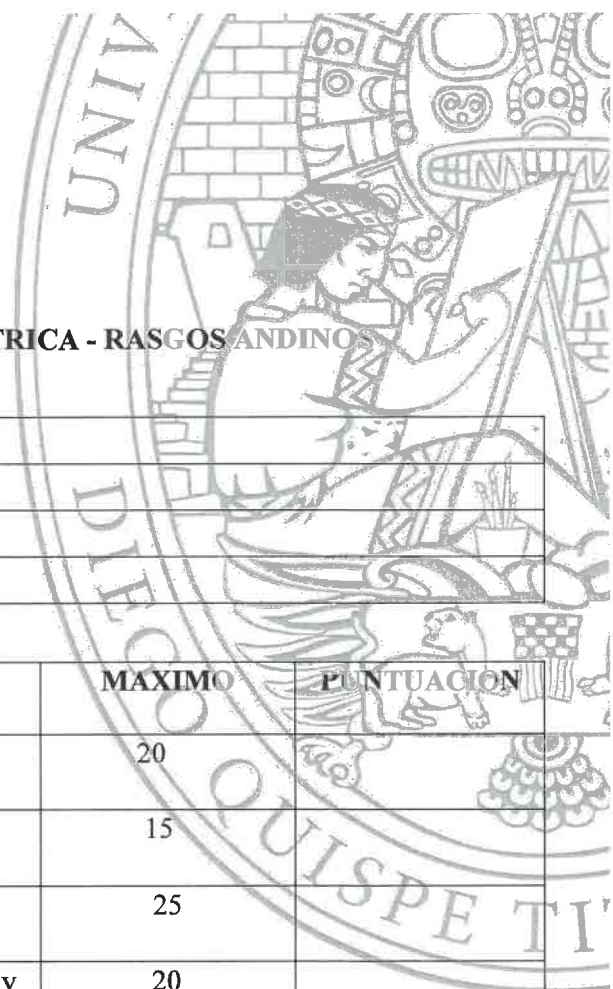 UNIV
TRICA - RASGOS ANDINOS
DIEGO QUISPE TIT
MAXIMO PUNTUACION
20
15
25
y 20